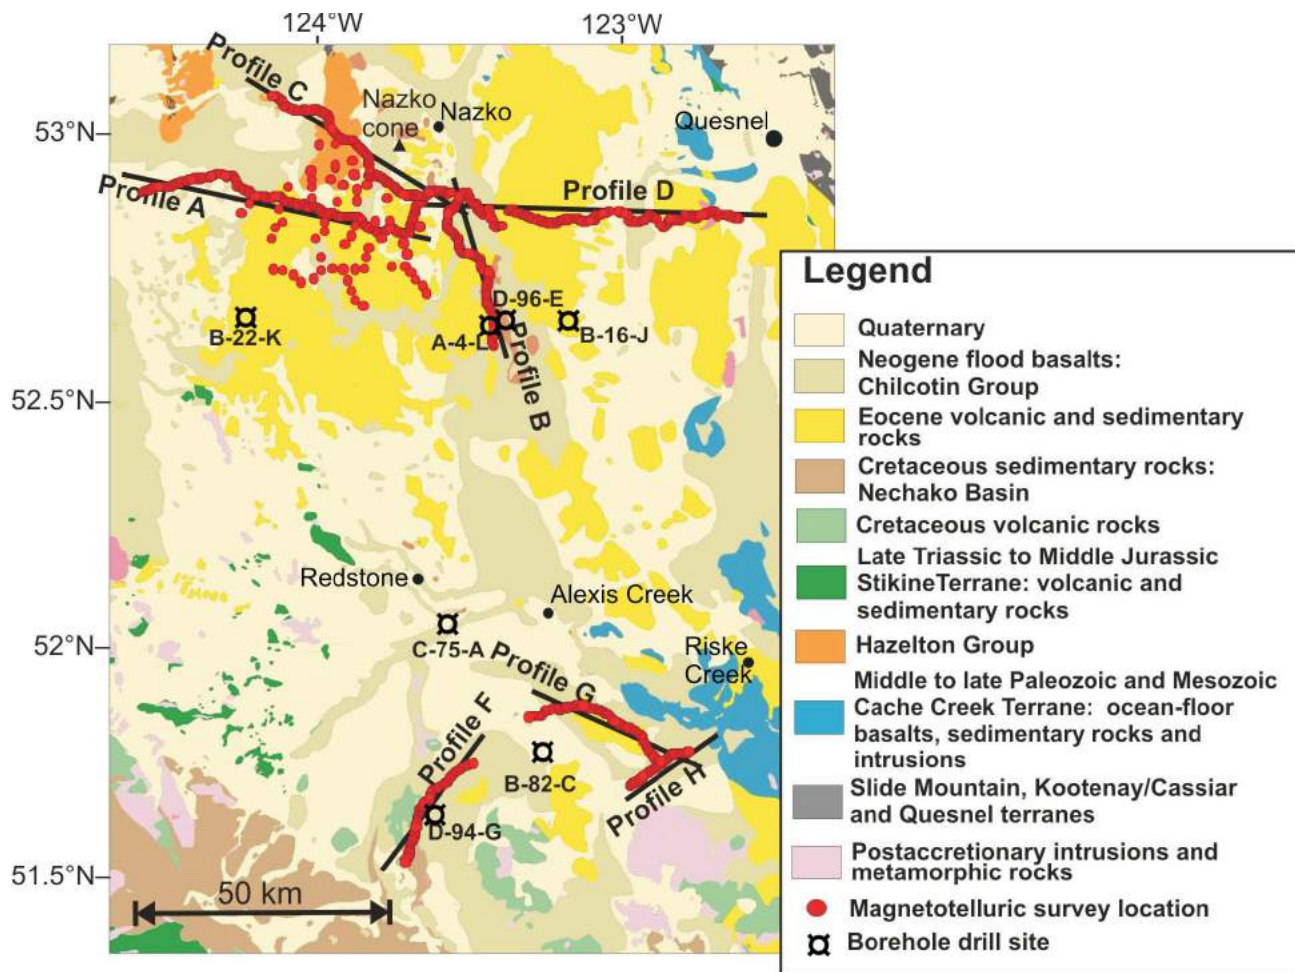 124°W
123°W
Profile C
Nazko
cone
Nazko
Quesnel
53°N
Profile A
Profile D
D-96-E
B-22-K
A-4-L
B-16-J
Profile B
52.5°N
Redstone
Alexis Creek
52°N
C-75-A
Profile G
Riske
Creek
Profile F
B-82-C
Profile H
D-94-G
51.5°N
50 km
Legend
Quaternary
Neogene flood basalts:
Chilcotin Group
Eocene volcanic and sedimentary
rocks
Cretaceous sedimentary rocks:
Nechako Basin
Cretaceous volcanic rocks
Late Triassic to Middle Jurassic
StikineTerrane: volcanic and
sedimentary rocks
Hazelton Group
Middle to late Paleozoic and Mesozoic
Cache Creek Terrane: ocean-floor
basalts, sedimentary rocks and
intrusions
Slide Mountain, Kootenay/Cassiar
and Quesnel terranes
Postaccretionary intrusions and
metamorphic rocks
Magnetotelluric survey location
Borehole drill site